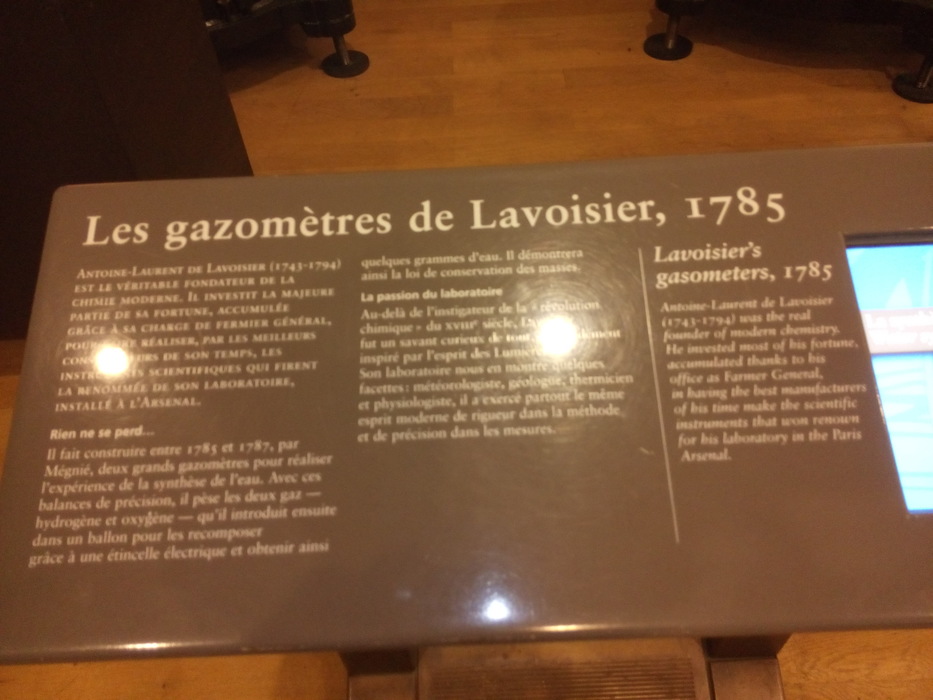 Les gazomètres de Lavoisier, 1785
ANTOINE-LAURENT DE LAVOISIER (1743-1794)
EST LE VÉRITABLE FONDATEUR DE LA
CHIMIE MODERNE. IL INVESTIT LA MAJEURE
PARTIE DE SA FORTUNE, ACCUMULÉE
GRÂCE À SA CHARGE DE FERMIER GÉNÉRAL,
RÉALISER, PAR LES MEILLEURS
DE SON TEMPS, LES
SCIENTIFIQUES QUI FIRENT
LA RENOMMÉE DE SON LABORATOIRE,
INSTALLÉ À L'ARSENAL.
Rien ne se perd...
Il fait construire entre 1785 et 1787, par
Mégnié, deux grands gazomètres pour réaliser
l'expérience de la synthèse de l'eau. Avec ces
balances de précision, il pèse les deux gaz —
hydrogène et oxygène — qu'il introduit ensuite
dans un ballon pour les recomposer
grâce à une étincelle électrique et obtenir ainsi
quelques grammes d'eau. Il démontrera
ainsi la loi de conservation des masses.
La passion du laboratoire
Au-delà de l'instigateur de la « révolution
chimique » du XVIIIe siècle,
fut un savant curieux de
inspiré par l'esprit des
Son laboratoire nous en montre quelques
facettes : météorologiste, géologue, thermicien
et physiologiste, il a exercé partout le même
esprit moderne de rigueur dans la méthode
et de précision dans les mesures.
Lavoisier's
gasometers, 1785
Antoine-Laurent de Lavoisier
(1743-1794) was the real
founder of modern chemistry.
He invested most of his fortune,
accumulated thanks to his
office as Farmer General,
in having the best manufacturers
of his time make the scientific
instruments that won renown
for his laboratory in the Paris
Arsenal.